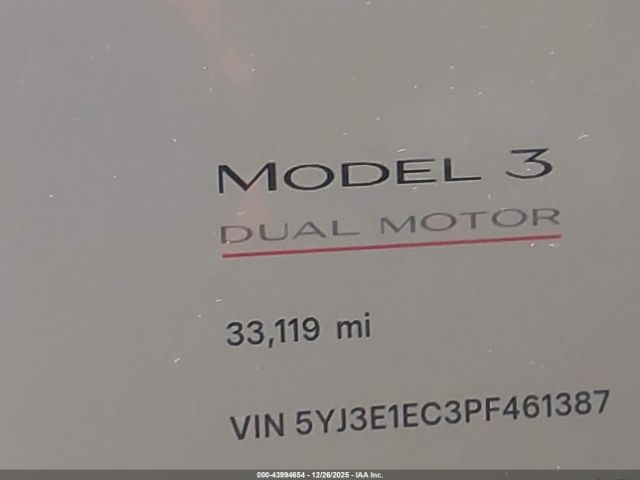 MODEL 3
DUAL MOTOR
33,119 mi
VIN 5YJ3E1EC3PF461387
000-43994654 - 12/26/2025 - IAA Inc.